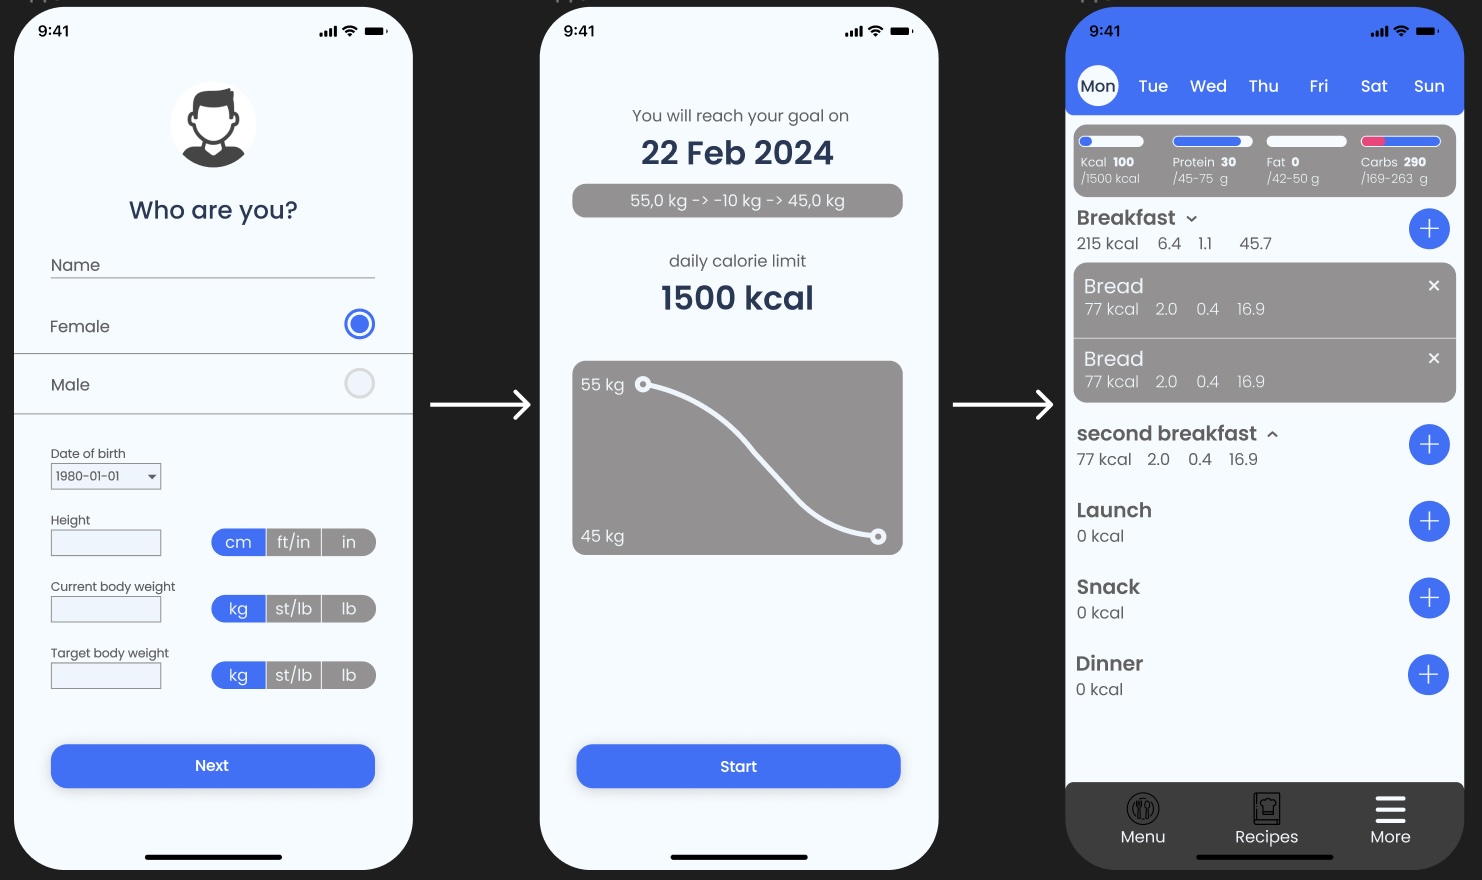 9:41
Who are you?
Name
Female
Male
Date of birth
1980-01-01
Height
cm ft/in in
Current body weight
kg st/lb lb
Target body weight
kg st/lb lb
Next
9:41
You will reach your goal on
22 Feb 2024
55,0 kg -> -10 kg -> 45,0 kg
daily calorie limit
1500 kcal
55 kg
45 kg
Start
9:41
Mon Tue Wed Thu Fri Sat Sun
Kcal 100 Protein 30 Fat 0 Carbs 290
/1500 kcal /45-75 g /42-50 g /169-263 g
Breakfast
215 kcal 6.4 1.1 45.7
Bread
77 kcal 2.0 0.4 16.9
Bread
77 kcal 2.0 0.4 16.9
second breakfast
77 kcal 2.0 0.4 16.9
Launch
0 kcal
Snack
0 kcal
Dinner
0 kcal
Menu Recipes More